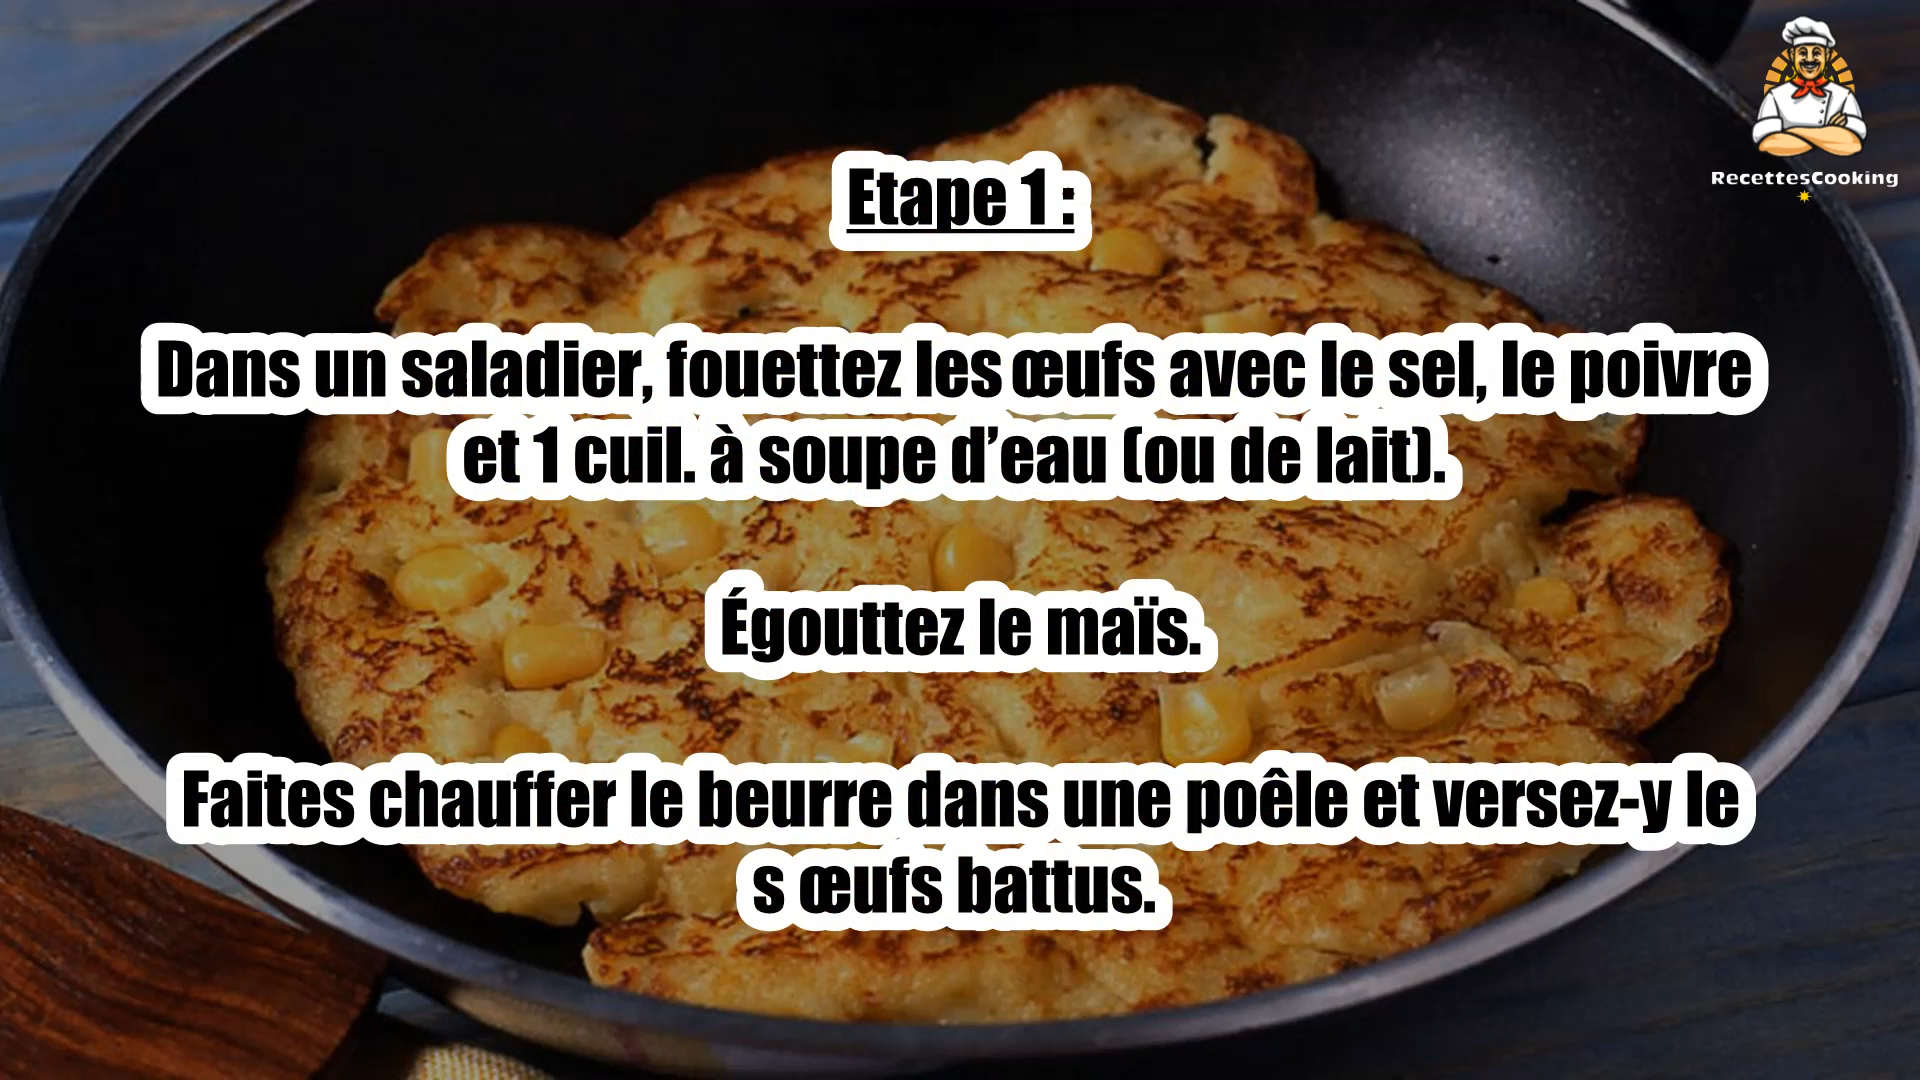 RecettesCooking
Etape 1 :
Dans un saladier, fouettez les œufs avec le sel, le poivre
et 1 cuil. à soupe d’eau (ou de lait).
Égouttez le maïs.
Faites chauffer le beurre dans une poêle et versez-y le
s œufs battus.